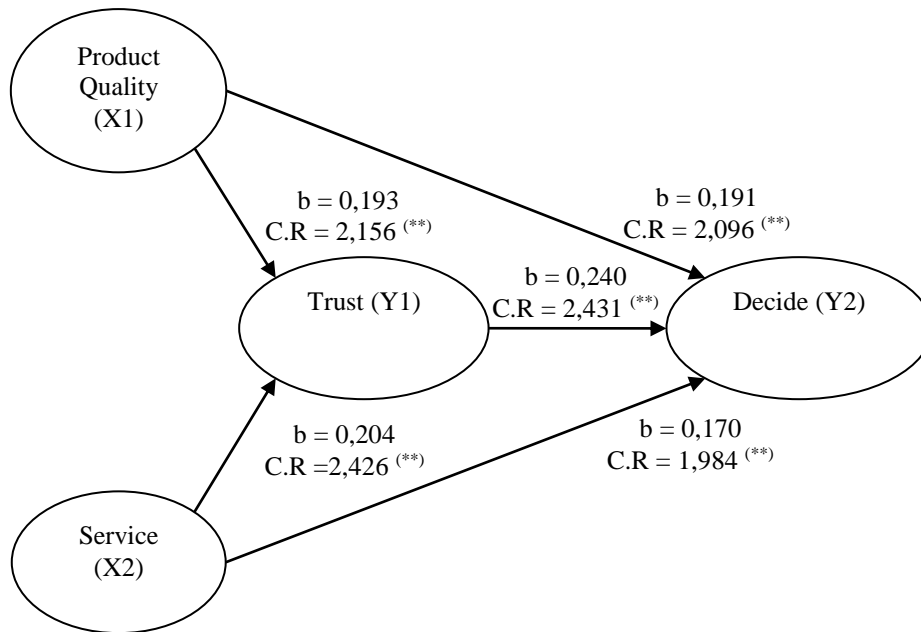 Product
Quality
(X1)
b = 0,193
C.R = 2,156 (**)
b = 0,191
C.R = 2,096 (**)
Trust (Y1)
b = 0,240
C.R = 2,431 (**)
Decide (Y2)
b = 0,204
C.R =2,426 (**)
b = 0,170
C.R = 1,984 (**)
Service
(X2)